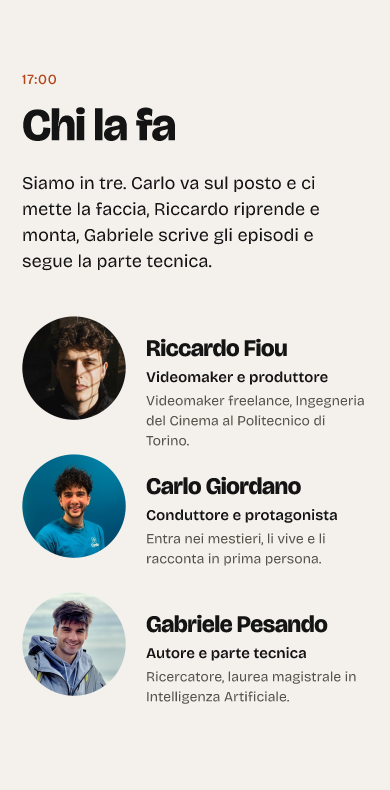 17:00
Chi la fa
Siamo in tre. Carlo va sul posto e ci
mette la faccia, Riccardo riprende e
monta, Gabriele scrive gli episodi e
segue la parte tecnica.
Riccardo Fiou
Videomaker e produttore
Videomaker freelance, Ingegneria
del Cinema al Politecnico di
Torino.
Carlo Giordano
Conduttore e protagonista
Entra nei mestieri, li vive e li
racconta in prima persona.
Gabriele Pesando
Autore e parte tecnica
Ricercatore, laurea magistrale in
Intelligenza Artificiale.